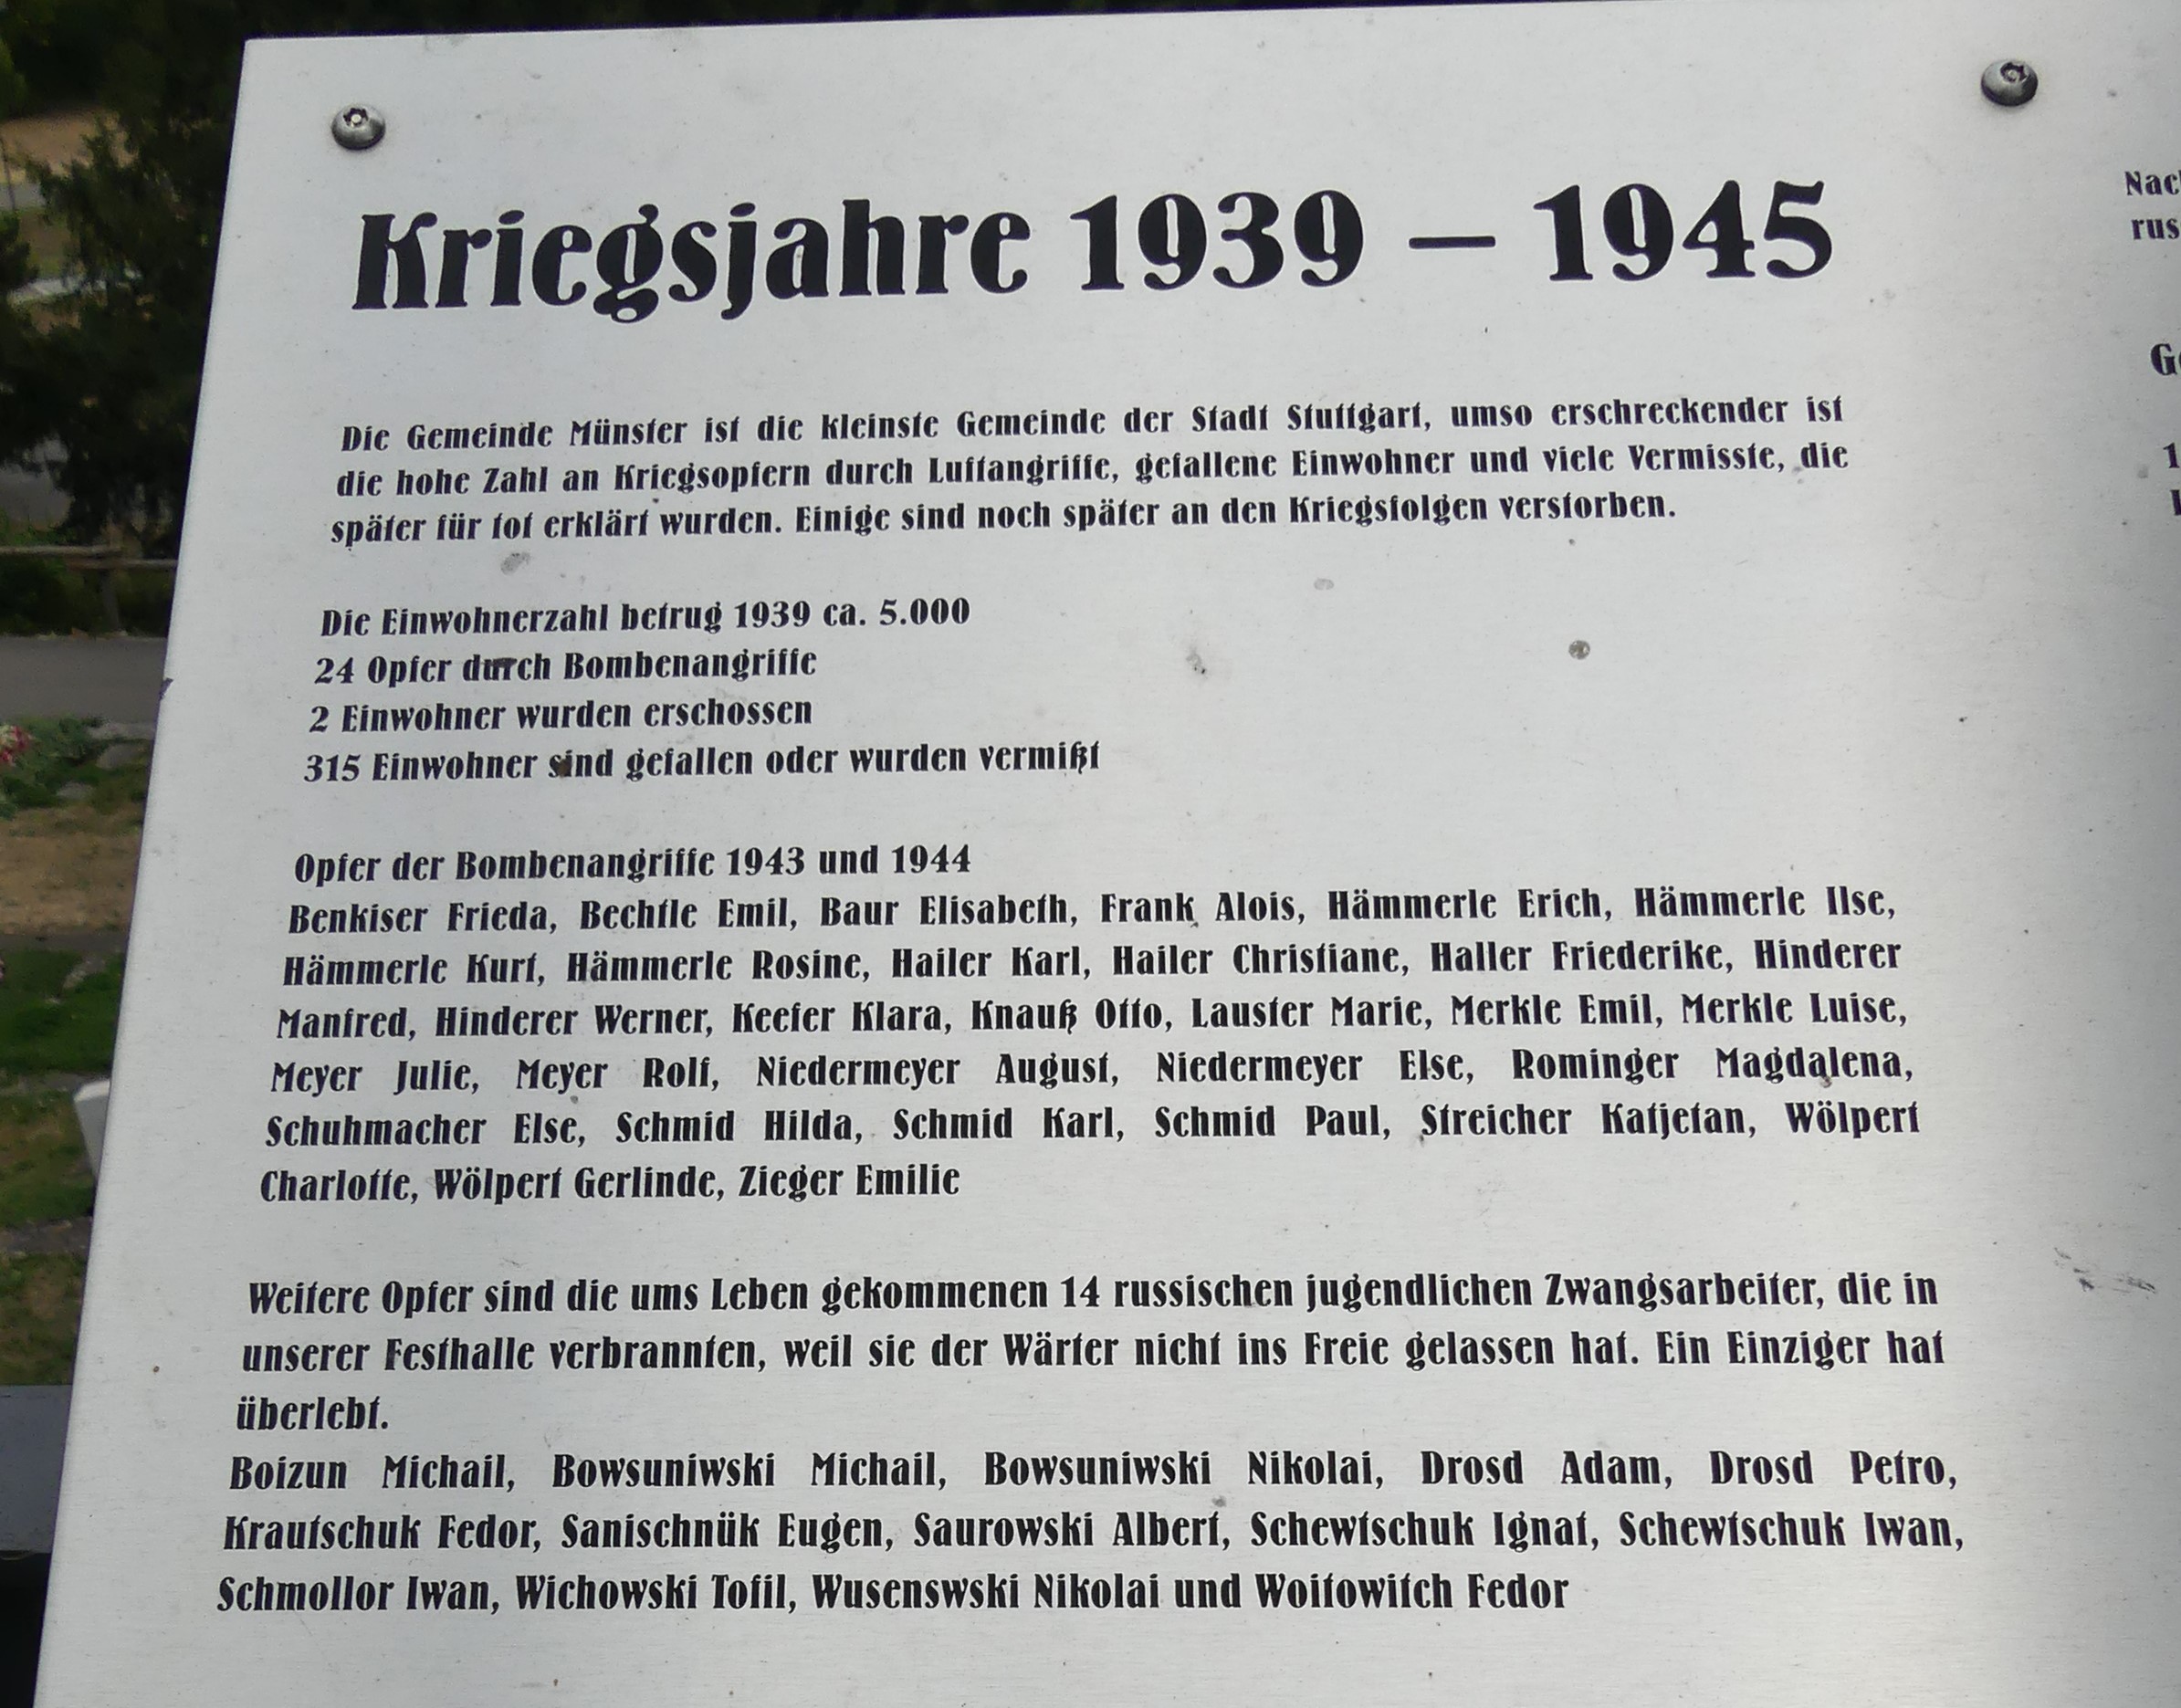 Kriegsjahre 1939 – 1945
Die Gemeinde Münster ist die kleinste Gemeinde der Stadt Stuttgart, umso erschreckender ist
die hohe Zahl an Kriegsopfern durch Luftangriffe, gefallene Einwohner und viele Vermisste, die
später für tot erklärt wurden. Einige sind noch später an den Kriegsfolgen verstorben.
Die Einwohnerzahl betrug 1939 ca. 5.000
24 Opfer durch Bombenangriffe
2 Einwohner wurden erschossen
315 Einwohner sind gefallen oder wurden vermißt
Opfer der Bombenangriffe 1943 und 1944
Benkiser Frieda, Bechtle Emil, Baur Elisabeth, Frank Alois, Hämmerle Erich, Hämmerle Ilse,
Hämmerle Kurt, Hämmerle Rosine, Hailer Karl, Hailer Christiane, Haller Friederike, Hinderer
Manfred, Hinderer Werner, Keefer Klara, Knauß Otto, Lauster Marie, Merkle Emil, Merkle Luise,
Meyer Julie, Meyer Rolf, Niedermeyer August, Niedermeyer Else, Rominger Magdalena,
Schuhmacher Else, Schmid Hilda, Schmid Karl, Schmid Paul, Streicher Katjetan, Wölpert
Charlotte, Wölpert Gerlinde, Zieger Emilie
Weitere Opfer sind die ums Leben gekommenen 14 russischen jugendlichen Zwangsarbeiter, die in
unserer Festhalle verbrannten, weil sie der Wärter nicht ins Freie gelassen hat. Ein Einziger hat
überlebt.
Boizun Michail, Bowsuniwski Michail, Bowsuniwski Nikolai, Drosd Adam, Drosd Petro,
Krautschuk Fedor, Sanischnük Eugen, Saurowski Albert, Schewtschuk Ignat, Schewtschuk Iwan,
Schmollor Iwan, Wichowski Tofil, Wusenswski Nikolai und Woitowitch Fedor